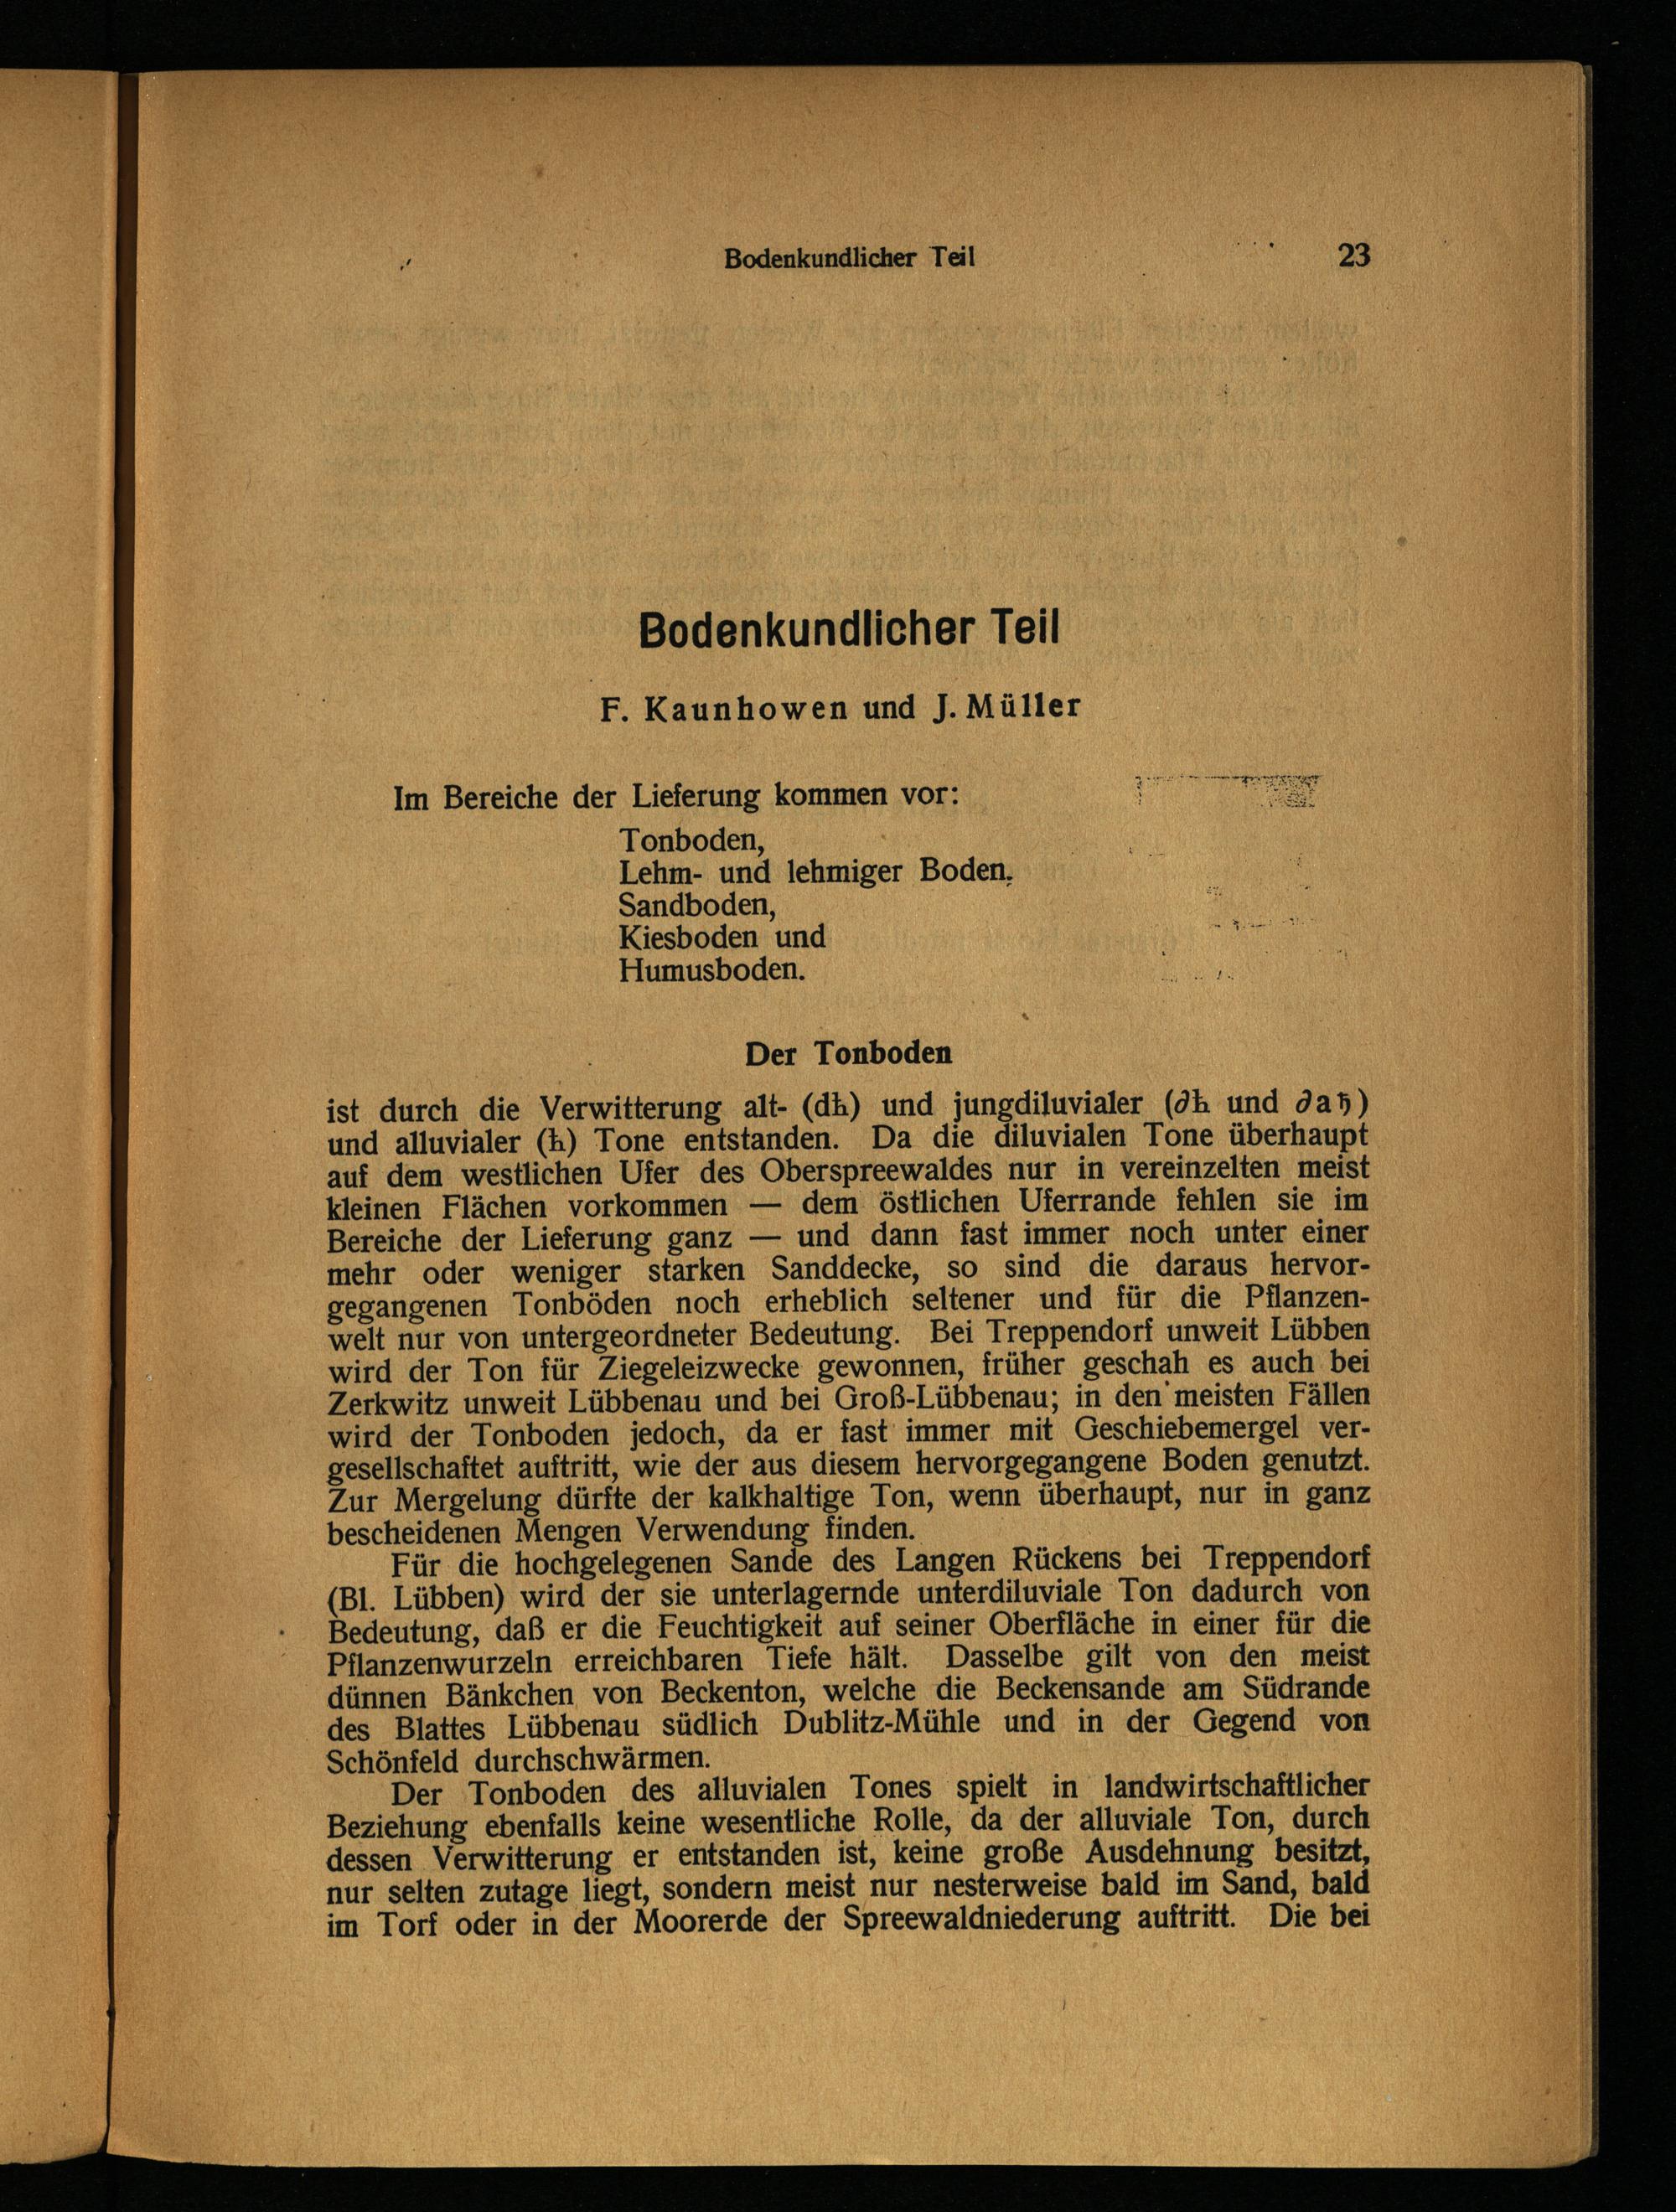 Bodenkundlicher Teil 23
Bodenkundlicher Teil
F. Kaunhowen und J. Müller
Im Bereiche der Lieferung kommen vor:
Tonboden,
Lehm- und lehmiger Boden,
Sandboden,
Kiesboden und
Humusboden.
Der Tonboden
ist durch die Verwitterung alt- (dħ) und jungdiluvialer (∂ħ und ∂aħ)
und alluvialer (ħ) Tone entstanden. Da die diluvialen Tone überhaupt
auf dem westlichen Ufer des Oberspreewaldes nur in vereinzelten meist
kleinen Flächen vorkommen — dem östlichen Uferrande fehlen sie im
Bereiche der Lieferung ganz — und dann fast immer noch unter einer
mehr oder weniger starken Sanddecke, so sind die daraus hervor-
gegangenen Tonböden noch erheblich seltener und für die Pflanzen-
welt nur von untergeordneter Bedeutung. Bei Treppendorf unweit Lübben
wird der Ton für Ziegeleizwecke gewonnen, früher geschah es auch bei
Zerkwitz unweit Lübbenau und bei Groß-Lübbenau; in den meisten Fällen
wird der Tonboden jedoch, da er fast immer mit Geschiebemergel ver-
gesellschaftet auftritt, wie der aus diesem hervorgegangene Boden genutzt.
Zur Mergelung dürfte der kalkhaltige Ton, wenn überhaupt, nur in ganz
bescheidenen Mengen Verwendung finden.
Für die hochgelegenen Sande des Langen Rückens bei Treppendorf
(Bl. Lübben) wird der sie unterlagernde unterdiluviale Ton dadurch von
Bedeutung, daß er die Feuchtigkeit auf seiner Oberfläche in einer für die
Pflanzenwurzeln erreichbaren Tiefe hält. Dasselbe gilt von den meist
dünnen Bänkchen von Beckenton, welche die Beckensande am Südrande
des Blattes Lübbenau südlich Dublitz-Mühle und in der Gegend von
Schönfeld durchschwärmen.
Der Tonboden des alluvialen Tones spielt in landwirtschaftlicher
Beziehung ebenfalls keine wesentliche Rolle, da der alluviale Ton, durch
dessen Verwitterung er entstanden ist, keine große Ausdehnung besitzt,
nur selten zutage liegt, sondern meist nur nesterweise bald im Sand, bald
im Torf oder in der Moorerde der Spreewaldniederung auftritt. Die bei